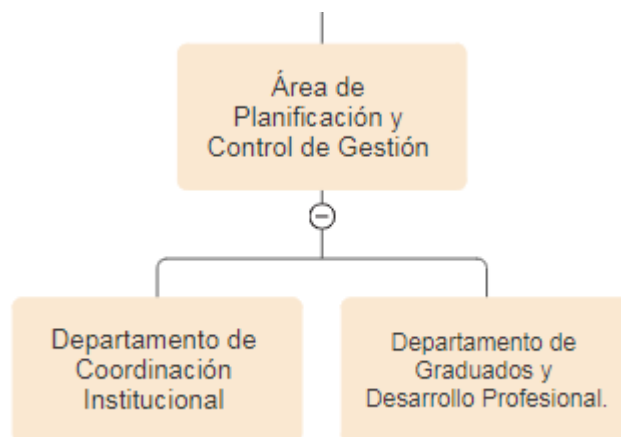 Área de
Planificación y
Control de Gestión
Departamento de
Coordinación
Institucional
Departamento de
Graduados y
Desarrollo Profesional.